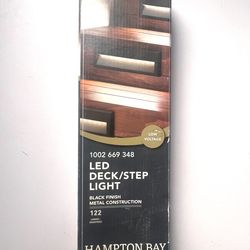 LOW
VOLTAGE
1002 669 348
LED
DECK/STEP
LIGHT
BLACK FINISH
METAL CONSTRUCTION
122
HAMPTON BAY